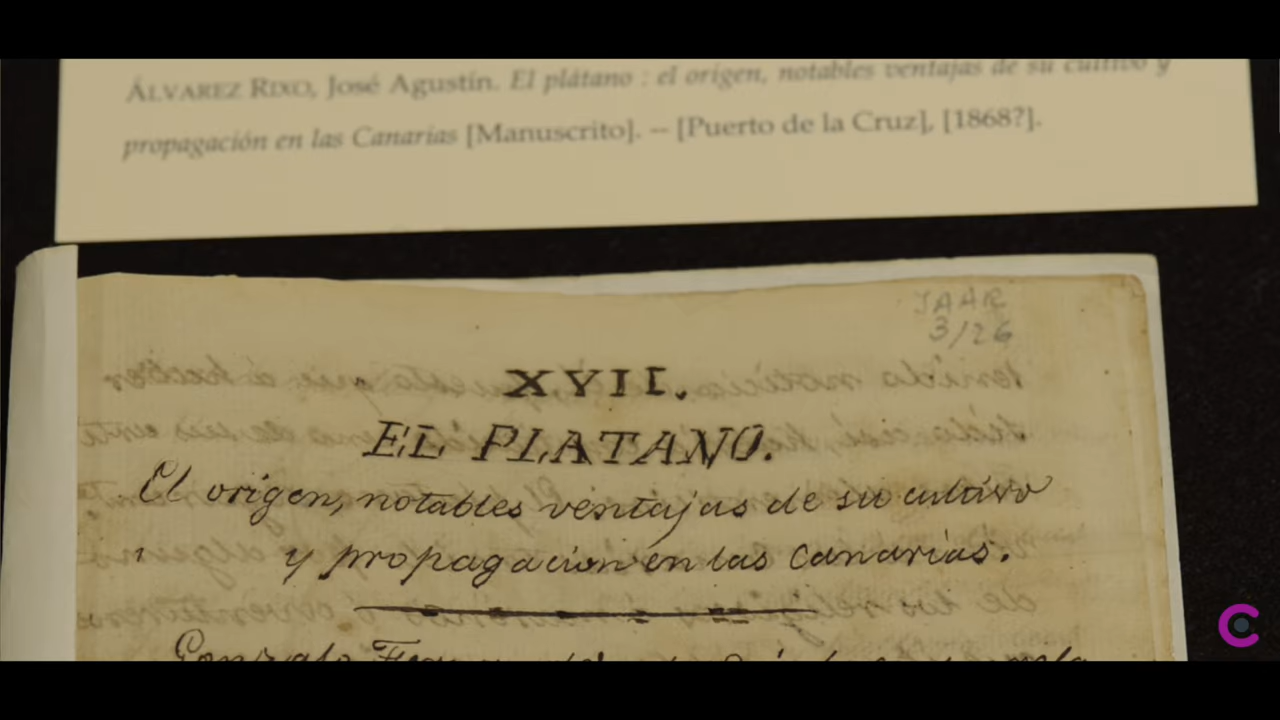 ÁLVAREZ RIXO, José Agustín. El plátano : el origen, notables ventajas de su cultivo y
propagación en las Canarias [Manuscrito]. -- [Puerto de la Cruz], [1868?].
JAAR
3/26
XVII.
EL PLATANO.
El origen, notables ventajas de su cultivo
y propagacion en las Canarias.
Gonzalo